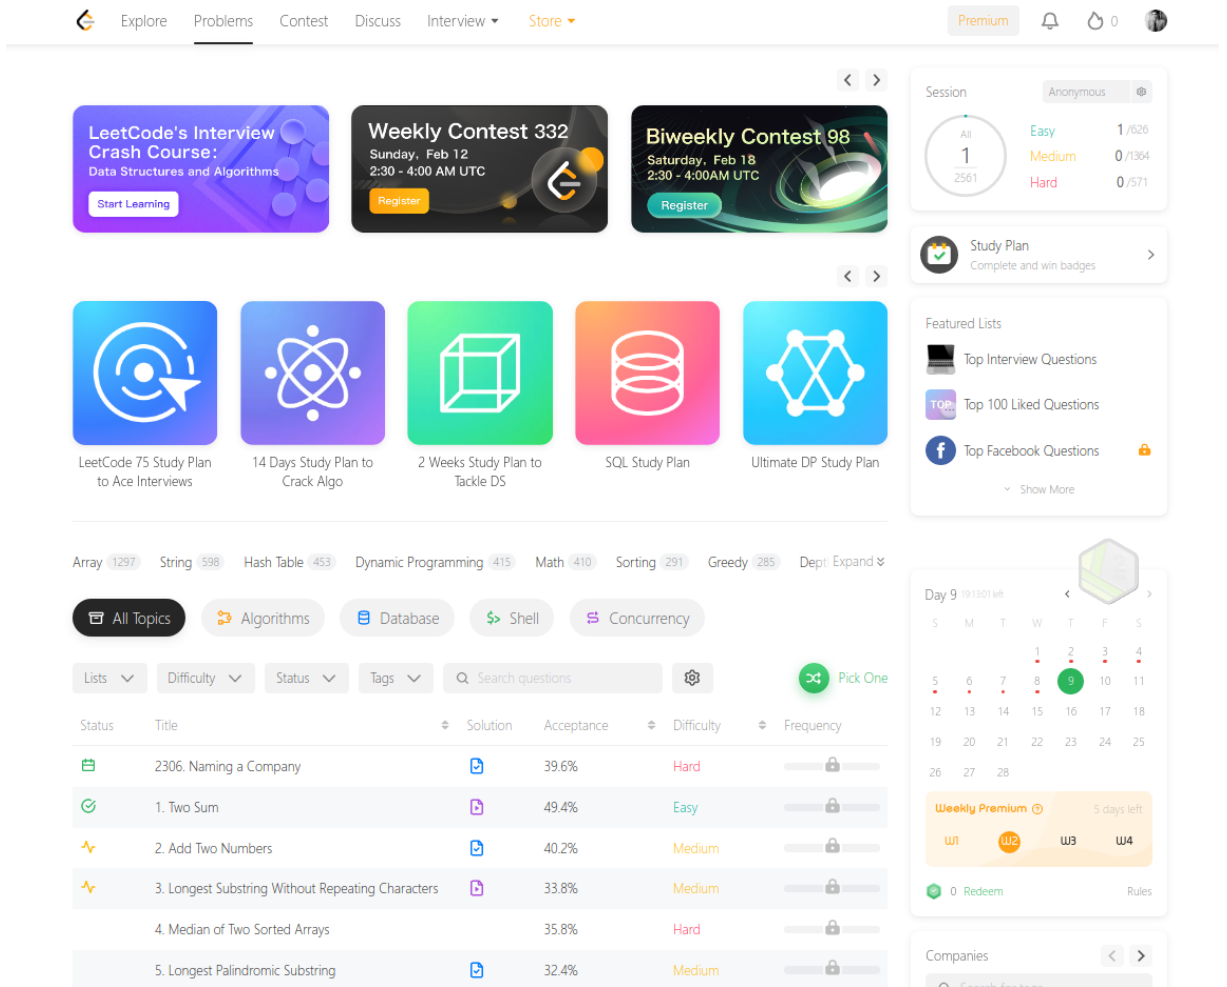 Explore Problems Contest Discuss Interview Store Premium 0
LeetCode's Interview
Crash Course:
Data Structures and Algorithms
Start Learning
Weekly Contest 332
Sunday, Feb 12
2:30 - 4:00 AM UTC
Register
Biweekly Contest 98
Saturday, Feb 18
2:30 - 4:00AM UTC
Register
LeetCode 75 Study Plan
to Ace Interviews
14 Days Study Plan to
Crack Algo
2 Weeks Study Plan to
Tackle DS
SQL Study Plan
Ultimate DP Study Plan
Array 1297 String 598 Hash Table 453 Dynamic Programming 415 Math 410 Sorting 291 Greedy 285 Dept Expand
All Topics Algorithms Database $> Shell Concurrency
Lists Difficulty Status Tags Search questions Pick One
Status Title Solution Acceptance Difficulty Frequency
2306. Naming a Company 39.6% Hard
1. Two Sum 49.4% Easy
2. Add Two Numbers 40.2% Medium
3. Longest Substring Without Repeating Characters 33.8% Medium
4. Median of Two Sorted Arrays 35.8% Hard
5. Longest Palindromic Substring 32.4% Medium
Session Anonymous
All
1
2561
Easy 1 /626
Medium 0 /1364
Hard 0 /571
Study Plan
Complete and win badges
Featured Lists
Top Interview Questions
TOP Top 100 Liked Questions
f Top Facebook Questions
Show More
Day 9 19:13:01 left
S M T W T F S
1 2 3 4
5 6 7 8 9 10 11
12 13 14 15 16 17 18
19 20 21 22 23 24 25
26 27 28
Weekly Premium ? 5 days left
W1 W2 W3 W4
0 Redeem Rules
Companies
Search for tags